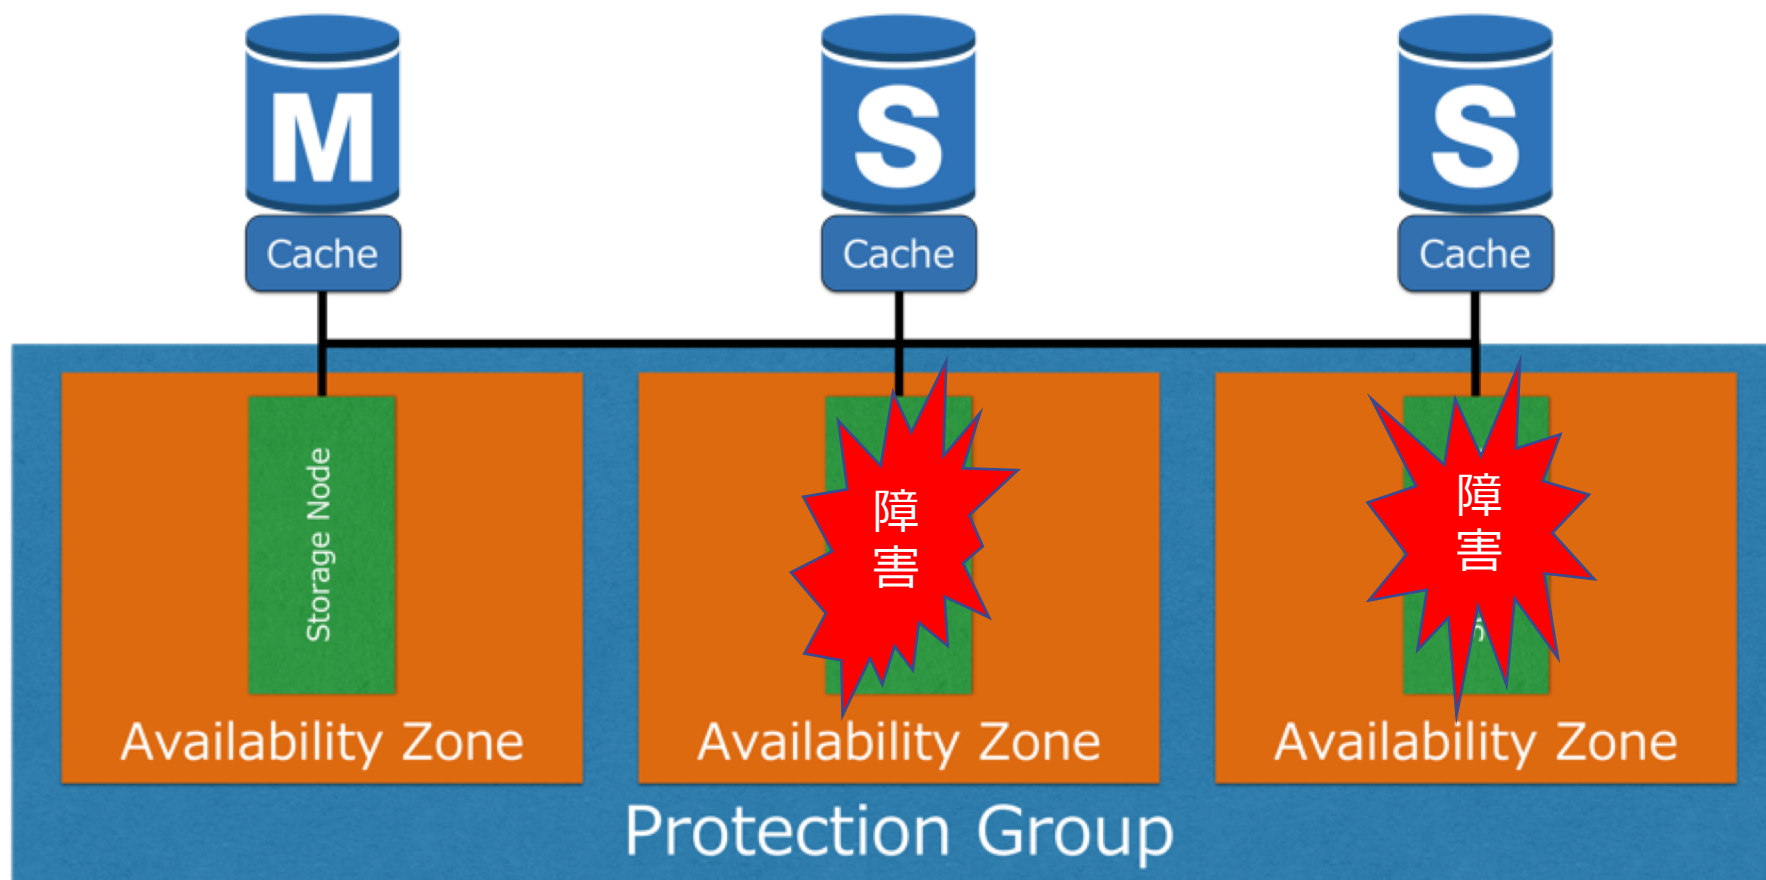 M
S
S
Cache
Cache
Cache
Storage Node
障
害
障
害
Availability Zone
Availability Zone
Availability Zone
Protection Group